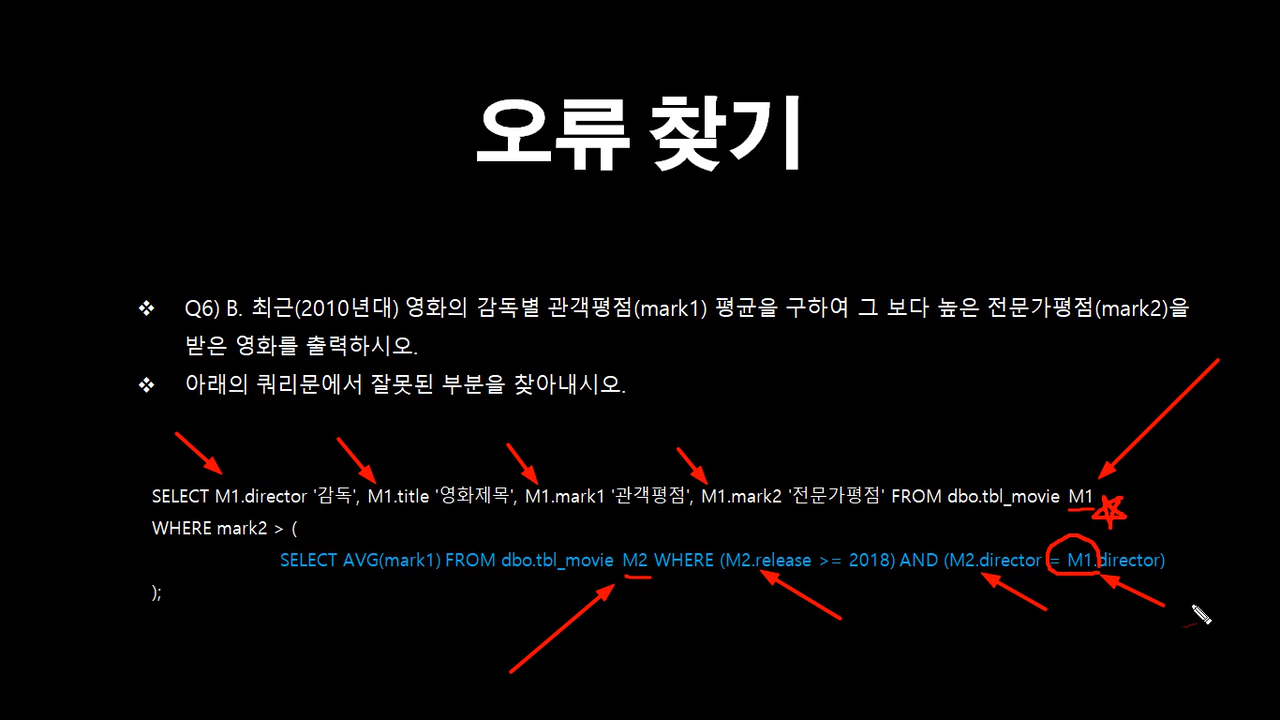 오류 찾기
❖ Q6) B. 최근(2010년대) 영화의 감독별 관객평점(mark1) 평균을 구하여 그 보다 높은 전문가평점(mark2)을
받은 영화를 출력하시오.
❖ 아래의 쿼리문에서 잘못된 부분을 찾아내시오.
SELECT M1.director '감독', M1.title '영화제목', M1.mark1 '관객평점', M1.mark2 '전문가평점' FROM dbo.tbl_movie M1
WHERE mark2 > (
SELECT AVG(mark1) FROM dbo.tbl_movie M2 WHERE (M2.release >= 2018) AND (M2.director = M1.director)
);